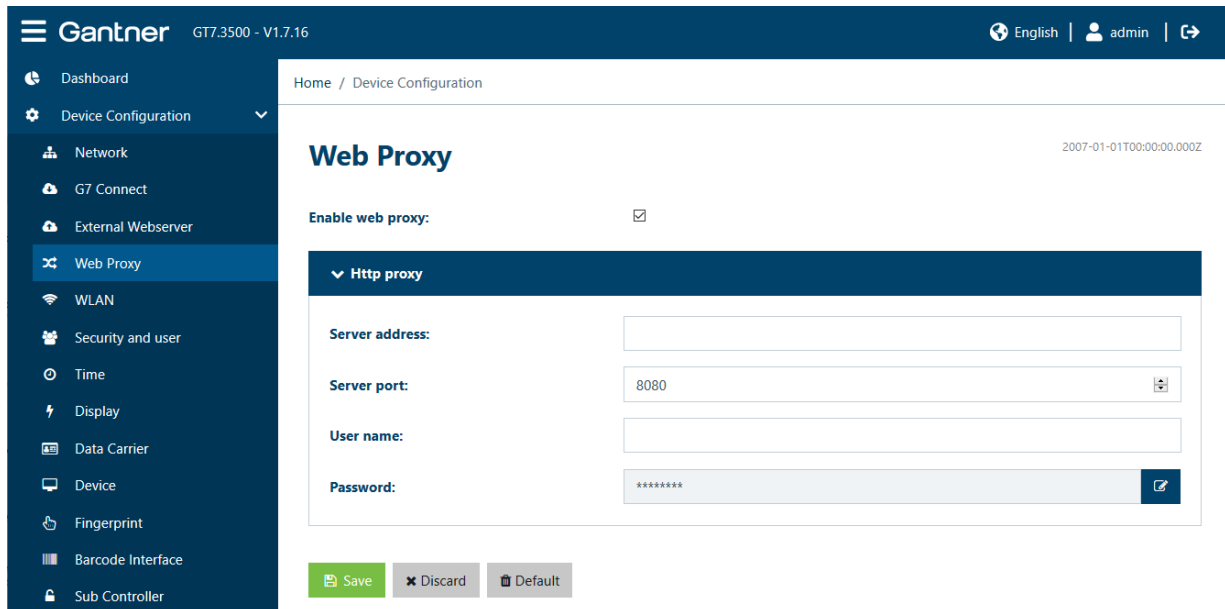 Gantner GT7.3500 - V1.7.16 English | admin |
Dashboard
Device Configuration
Network
G7 Connect
External Webserver
Web Proxy
WLAN
Security and user
Time
Display
Data Carrier
Device
Fingerprint
Barcode Interface
Sub Controller
Home / Device Configuration
Web Proxy
2007-01-01T00:00:00.000Z
Enable web proxy:
Http proxy
Server address:
Server port: 8080
User name:
Password: ********
Save Discard Default